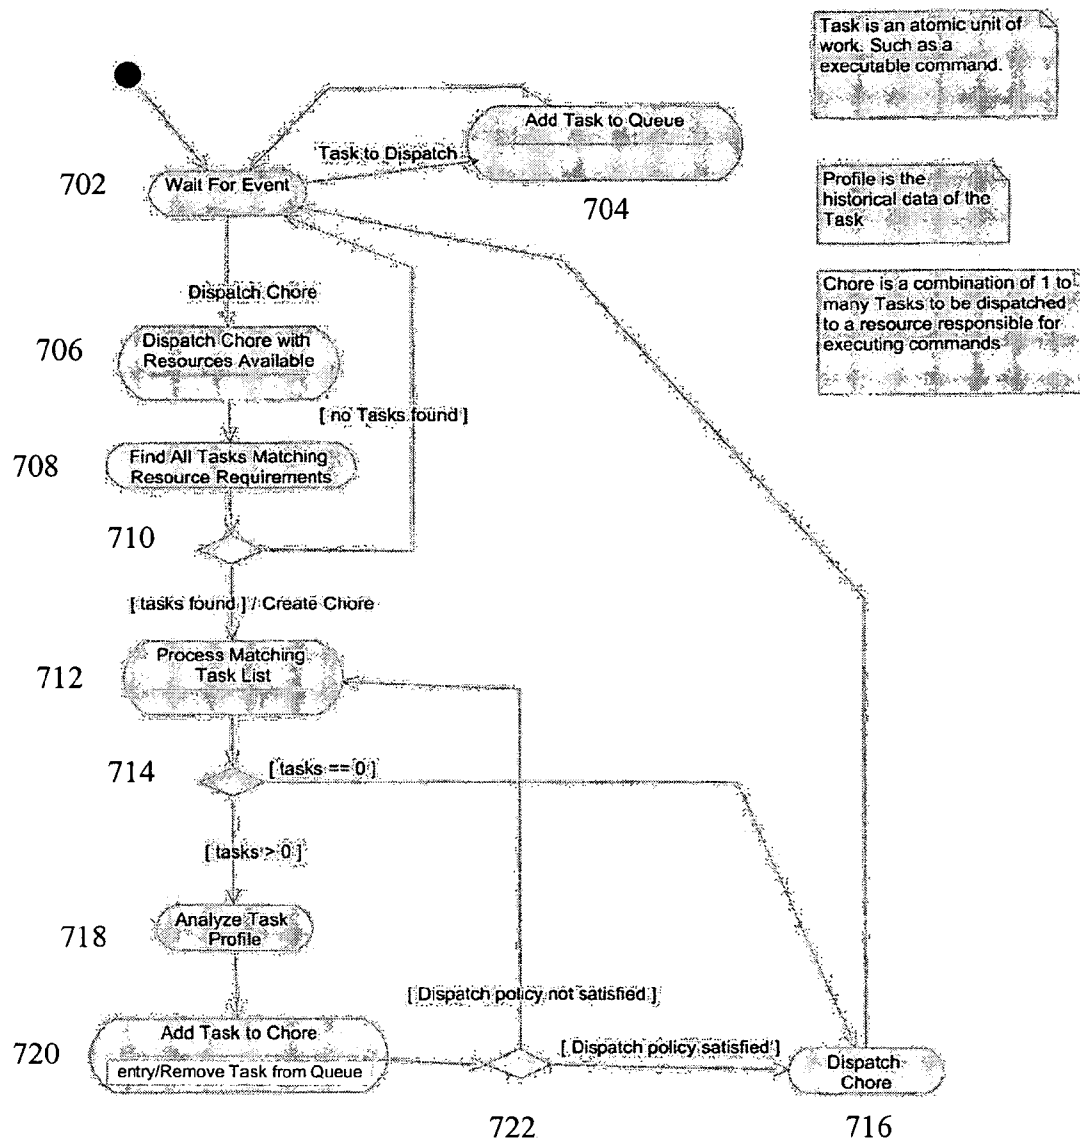 Task is an atomic unit of
work. Such as a
executable command.
Add Task to Queue
Task to Dispatch
702
Wait For Event
704
Profile is the
historical data of the
Task
Dispatch Chore
Chore is a combination of 1 to
many Tasks to be dispatched
to a resource responsible for
executing commands
706
Dispatch Chore with
Resources Available
[ no Tasks found ]
708
Find All Tasks Matching
Resource Requirements
710
[ tasks found ] / Create Chore
712
Process Matching
Task List
714
[ tasks == 0 ]
[ tasks > 0 ]
718
Analyze Task
Profile
[ Dispatch policy not satisfied ]
720
Add Task to Chore
entry/Remove Task from Queue
[ Dispatch policy satisfied ]
Dispatch
Chore
722
716